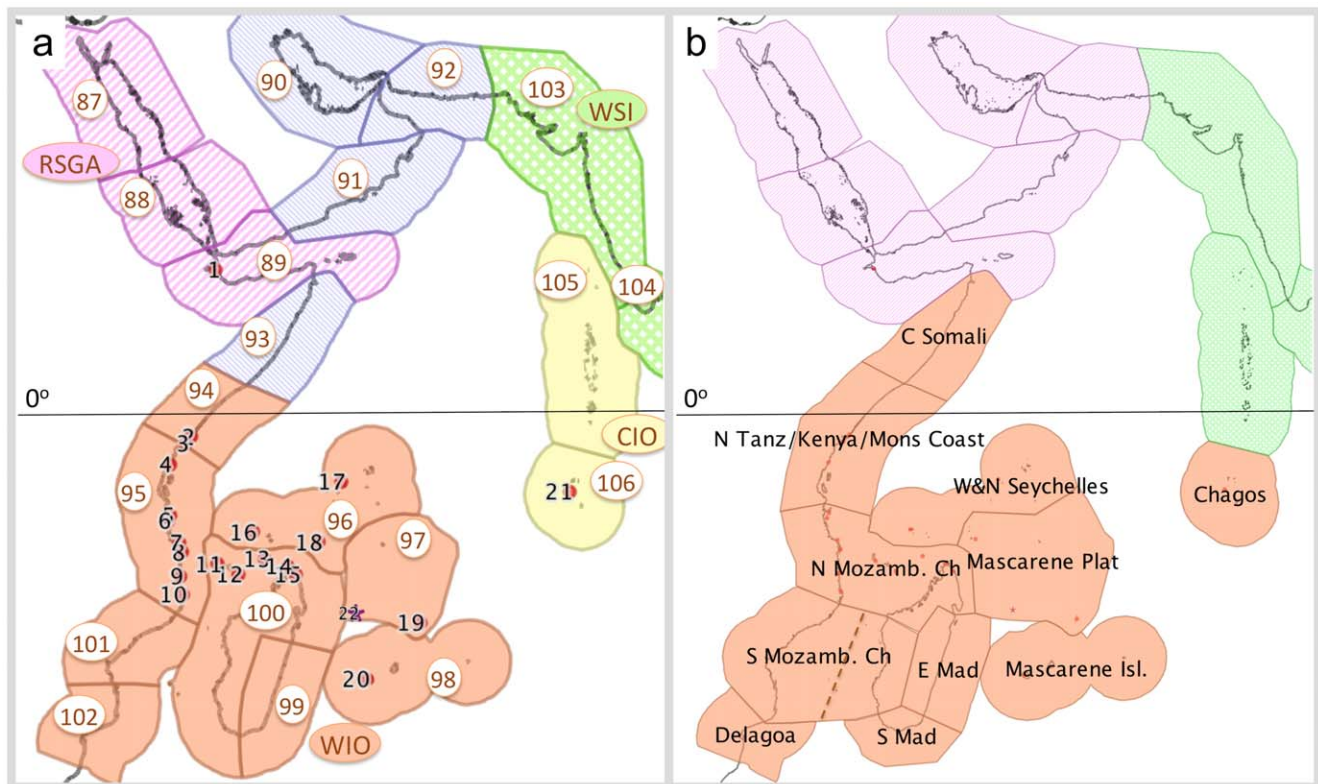 a
87
90
92
103
WSI
RSGA
88
91
1
89
105
104
93
94
0°
2
3
4
CIO
95
17
21
106
5
6
16
96
7
8
18
97
11
13
12
14
15
9
10
100
22
19
101
20
98
102
99
WIO
b
C Somali
0°
N Tanz/Kenya/Mons Coast
W&N Seychelles
Chagos
N Mozamb. Ch
Mascarene Plat
S Mozamb. Ch
E Mad
Mascarene Isl.
Delagoa
S Mad